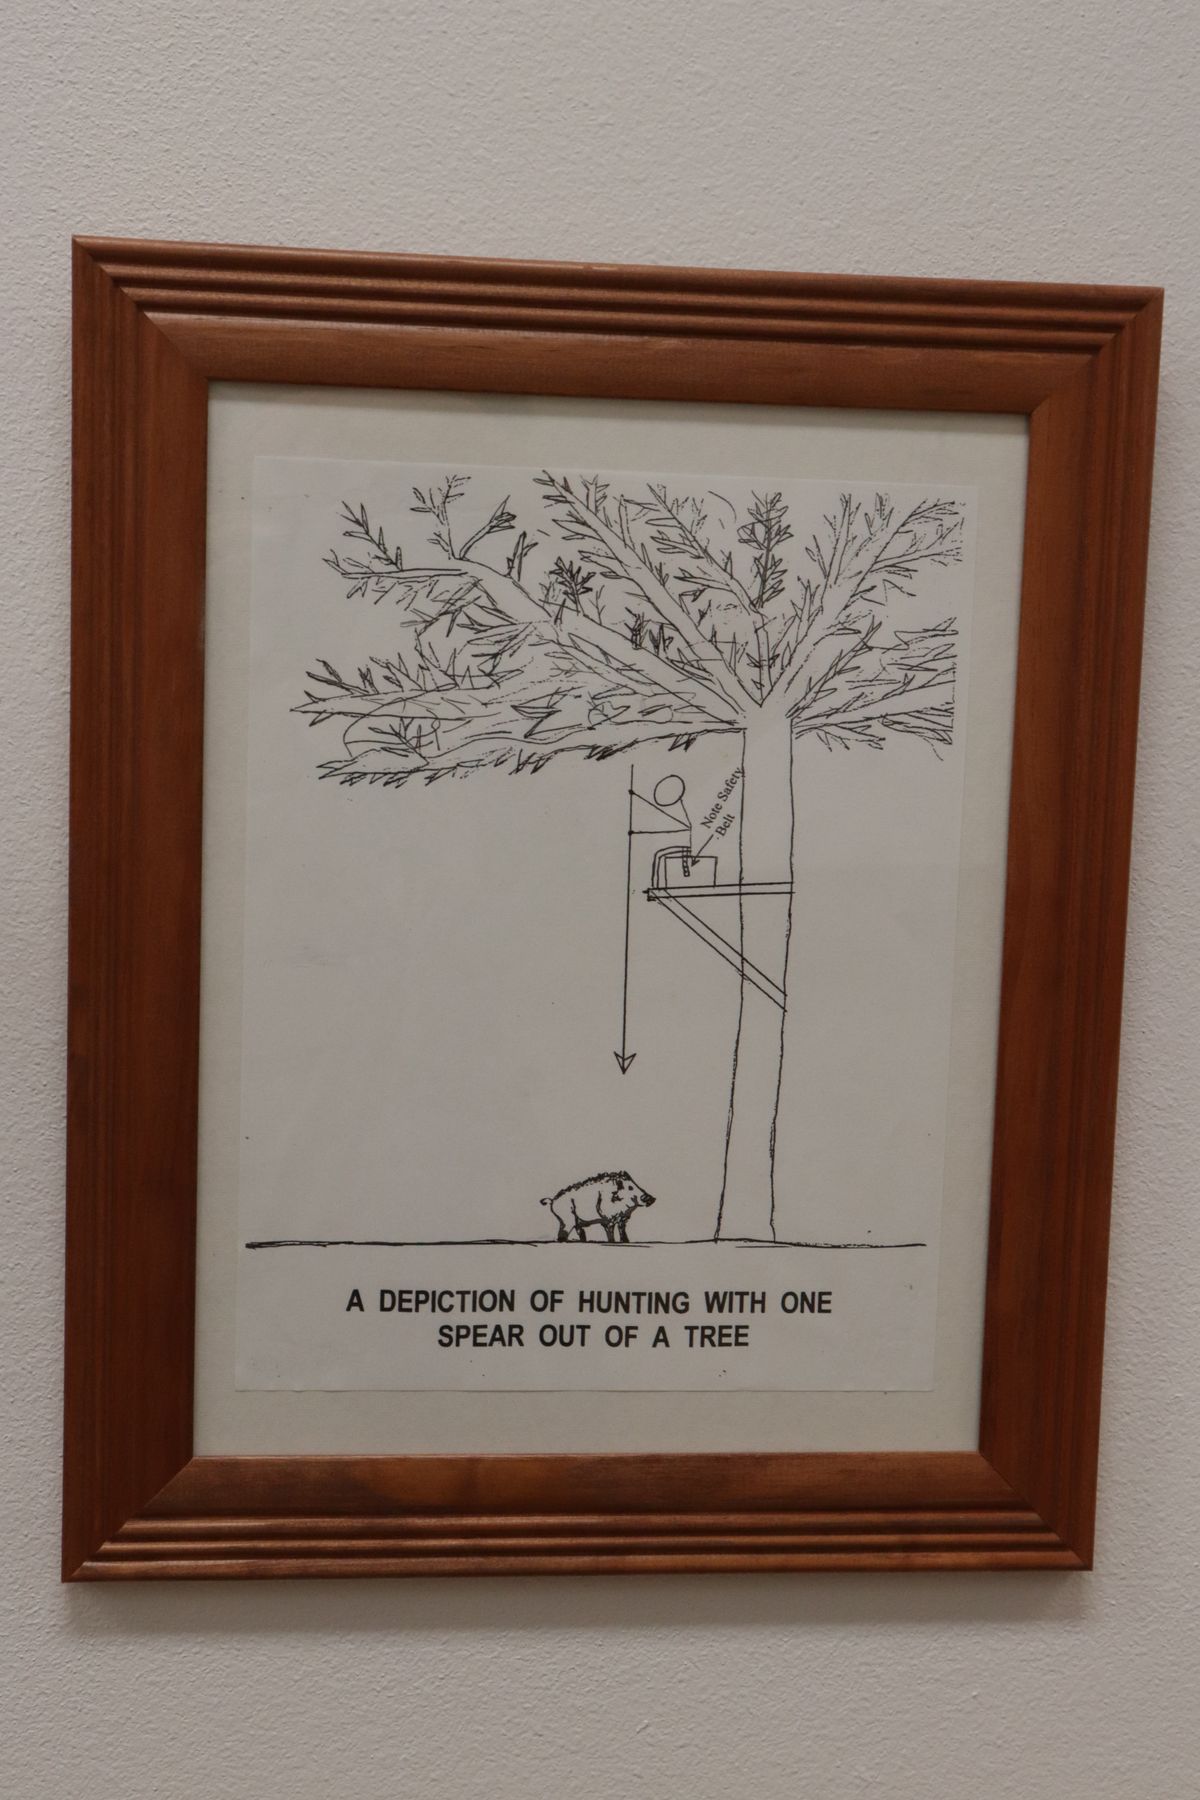 Note Safety
Belt
A DEPICTION OF HUNTING WITH ONE
SPEAR OUT OF A TREE